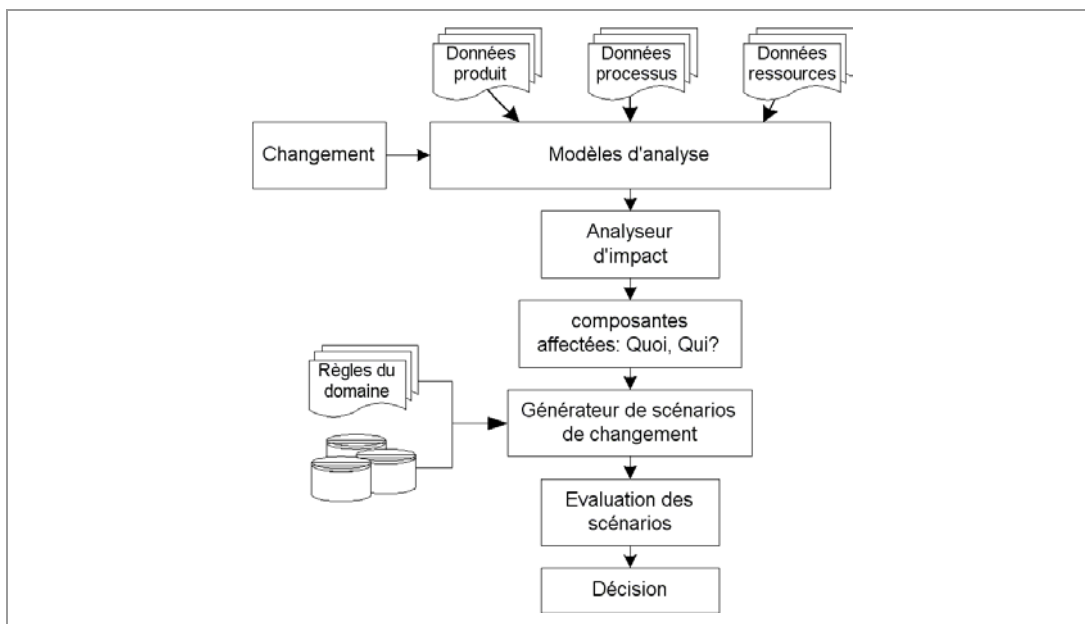 Données
produit
Données
processus
Données
ressources
Changement
Modèles d'analyse
Analyseur
d'impact
composantes
affectées: Quoi, Qui?
Règles du
domaine
Générateur de scénarios
de changement
Evaluation des
scénarios
Décision